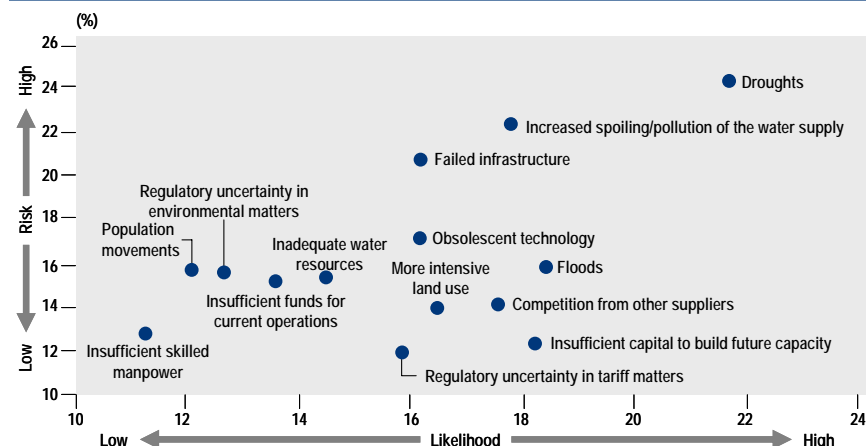 (%)
26
24
22
20
18
16
14
12
10
High
Risk
Low
Droughts
Increased spoiling/pollution of the water supply
Failed infrastructure
Regulatory uncertainty in
environmental matters
Population
movements
Inadequate water
resources
Obsolescent technology
More intensive
land use
Floods
Insufficient funds for
current operations
Competition from other suppliers
Insufficient skilled
manpower
Insufficient capital to build future capacity
Regulatory uncertainty in tariff matters
10
12
14
16
18
20
22
24
Low
Likelihood
High